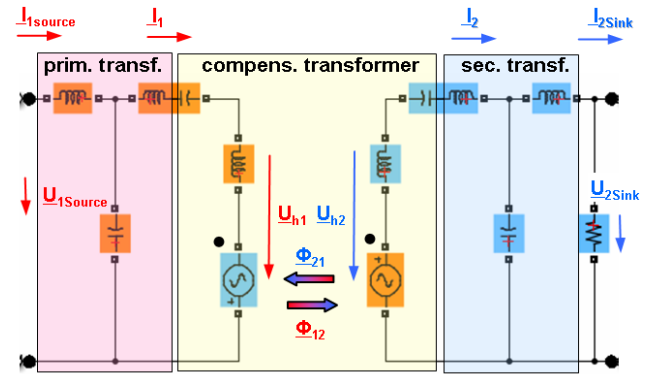 I1source I1 I2 I2Sink
prim. transf. compens. transformer sec. transf.
U1Source Uh1 Uh2 U2Sink
Φ21
Φ12